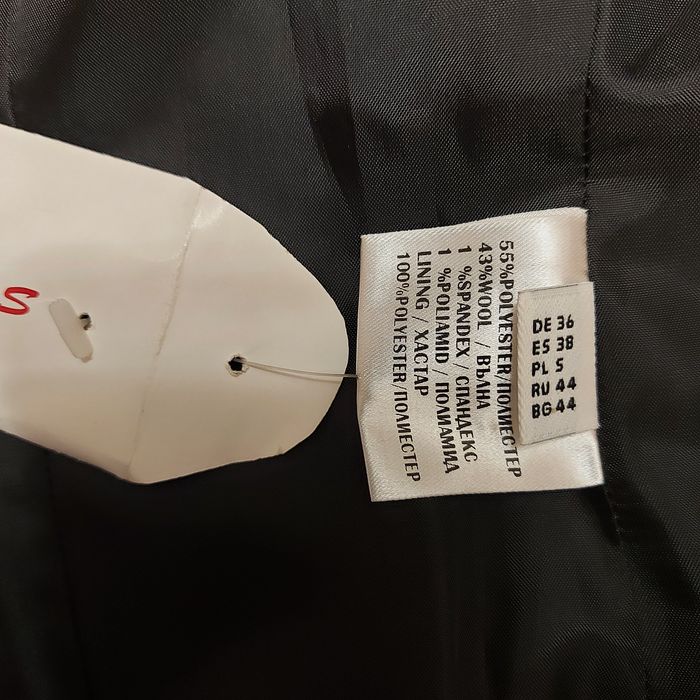 55%POLYESTER/ПОЛИЕСТЕР
43%WOOL / ВЪЛНА
1 %SPANDEX / СПАНДЕКС
1 %POLIAMID / ПОЛИАМИД
LINING / ХАСТАР
100%POLYESTER/ПОЛИЕСТЕР
DE 36
ES 38
PL S
RU 44
BG 44
S